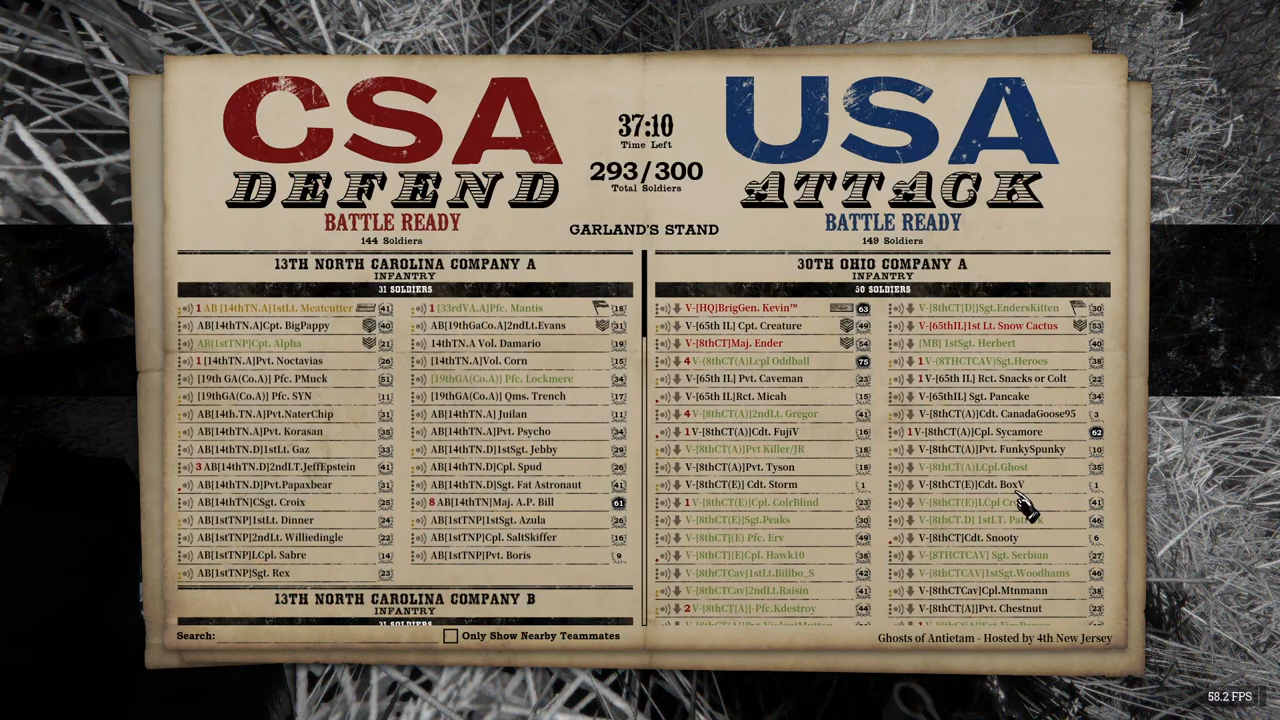 CSA
DEFEND
BATTLE READY
144 Soldiers
37:10
Time Left
293/300
Total Soldiers
GARLAND'S STAND
USA
ATTACK
BATTLE READY
149 Soldiers
13TH NORTH CAROLINA COMPANY A
INFANTRY
31 SOLDIERS
1 AB [14thTN.A]1stLt. Meatcutter 41
AB[14thTN.A]Cpt. BigPappy 40
AB[1stTNP]Cpt. Alpha 21
1 [14thTN.A]Pvt. Noctavias 26
[19th GA(Co.A)] Pfc. PMuck 51
[19thGA(Co.A)] Pfc. SYN 11
AB[14th.TN.A]Pvt.NaterChip 31
AB[14thTN.A]Pvt. Korasan 35
AB[14thTN.D]1stLt. Gaz 33
3 AB[14thTN.D]2ndLT.JeffEpstein 41
AB[14thTN.D]Pvt.Papaxbear 31
AB[14thTN]CSgt. Croix 25
AB[1stTNP]1stLt. Dinner 24
AB[1stTNP]2ndLt. Williedingle 22
AB[1stTNP]LCpl. Sabre 14
AB[1stTNP]Sgt. Rex 23
1 [33rdVA.A]Pfc. Mantis 18
AB[19thGaCo.A]2ndLt.Evans 31
14thTN.A Vol. Damario 19
[14thTN.A]Vol. Corn 15
[19thGA(Co.A)] Pfc. Lockmere 34
[19thGA(Co.A)] Qms. Trench 17
AB[14thTN.A] Juilan 11
AB[14thTN.A]Pvt. Psycho 34
AB[14thTN.D]1stSgt. Jebby 29
AB[14thTN.D]Cpl. Spud 26
AB[14thTN.D]Sgt. Fat Astronaut 41
8 AB[14thTN]Maj. A.P. Bill 61
AB[1stTNP]1stSgt. Azula 26
AB[1stTNP]Cpl. SaltSkiffer 16
AB[1stTNP]Pvt. Boris 9
13TH NORTH CAROLINA COMPANY B
INFANTRY
31 SOLDIERS
30TH OHIO COMPANY A
INFANTRY
50 SOLDIERS
V-[HQ]BrigGen. Kevin™ 63
V-[65th IL] Cpt. Creature 49
V-[8thCT]Maj. Ender 54
4 V-[8thCT(A)Lcpl Oddball 75
V-[65th IL] Pvt. Caveman 23
V-[65th IL]Rct. Micah 15
4 V-[8thCT(A)]2ndLt. Gregor 41
1 V-[8thCT(A)]Cdt. FujiV 16
V-[8thCT(A)]Pvt Killer/JR 18
V-[8thCT(A)]Pvt. Tyson 18
V-[8thCT(E)] Cdt. Storm 1
1 V-[8thCT(E)]Cpl. ColrBlind 23
V-[8thCT(E)]Sgt.Peaks 30
V-[8thCT](E) Pfc. Erv 49
V-[8thCT][E]Cpl. Hawk10 38
V-[8thCTCav]1stLt.Billbo_S 42
V-[8thCTCav]2ndLt.Raisin 41
2 V-[8thCT[A)]-Pfc.Kdestroy 44
V-[8thCT[D]]Sgt.EndersKitten 30
V-[65thIL]1st Lt. Snow Cactus 53
[MB] 1stSgt. Herbert 40
1 V-(8THCTCAV)Sgt.Heroes 38
1 V-[65th IL] Rct. Snacks or Colt 22
V-[65thIL] Sgt. Pancake 34
V-[8thCT(A)]Cdt. CanadaGoose95 3
1 V-[8thCT(A)]Cpl. Sycamore 62
V-[8thCT(A)]Pvt. FunkySpunky 10
V-[8thCT(A)]LCpl.Ghost 35
V-[8thCT(E)]Cdt. BoxV 1
V-[8thCT(E)]LCpl 41
V-[8thCT.D] 1stLT. 46
V-[8thCT]Cdt. Snooty 6
V-[8THCTCAV] Sgt. Serbian 27
V-[8thCTCAV]1stSgt.Woodhams 46
V-[8thCTCav]Cpl.Mtnmann 38
V-[8thCT[A)]Pvt. Chestnut 23
Search:
Only Show Nearby Teammates
Ghosts of Antietam - Hosted by 4th New Jersey
58.2 FPS